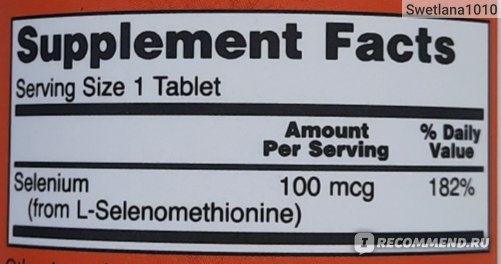 Swetlana1010
Supplement Facts
Serving Size 1 Tablet
Amount Per Serving
% Daily Value
Selenium 100 mcg 182%
(from L-Selenomethionine)
IRECOMMEND.RU